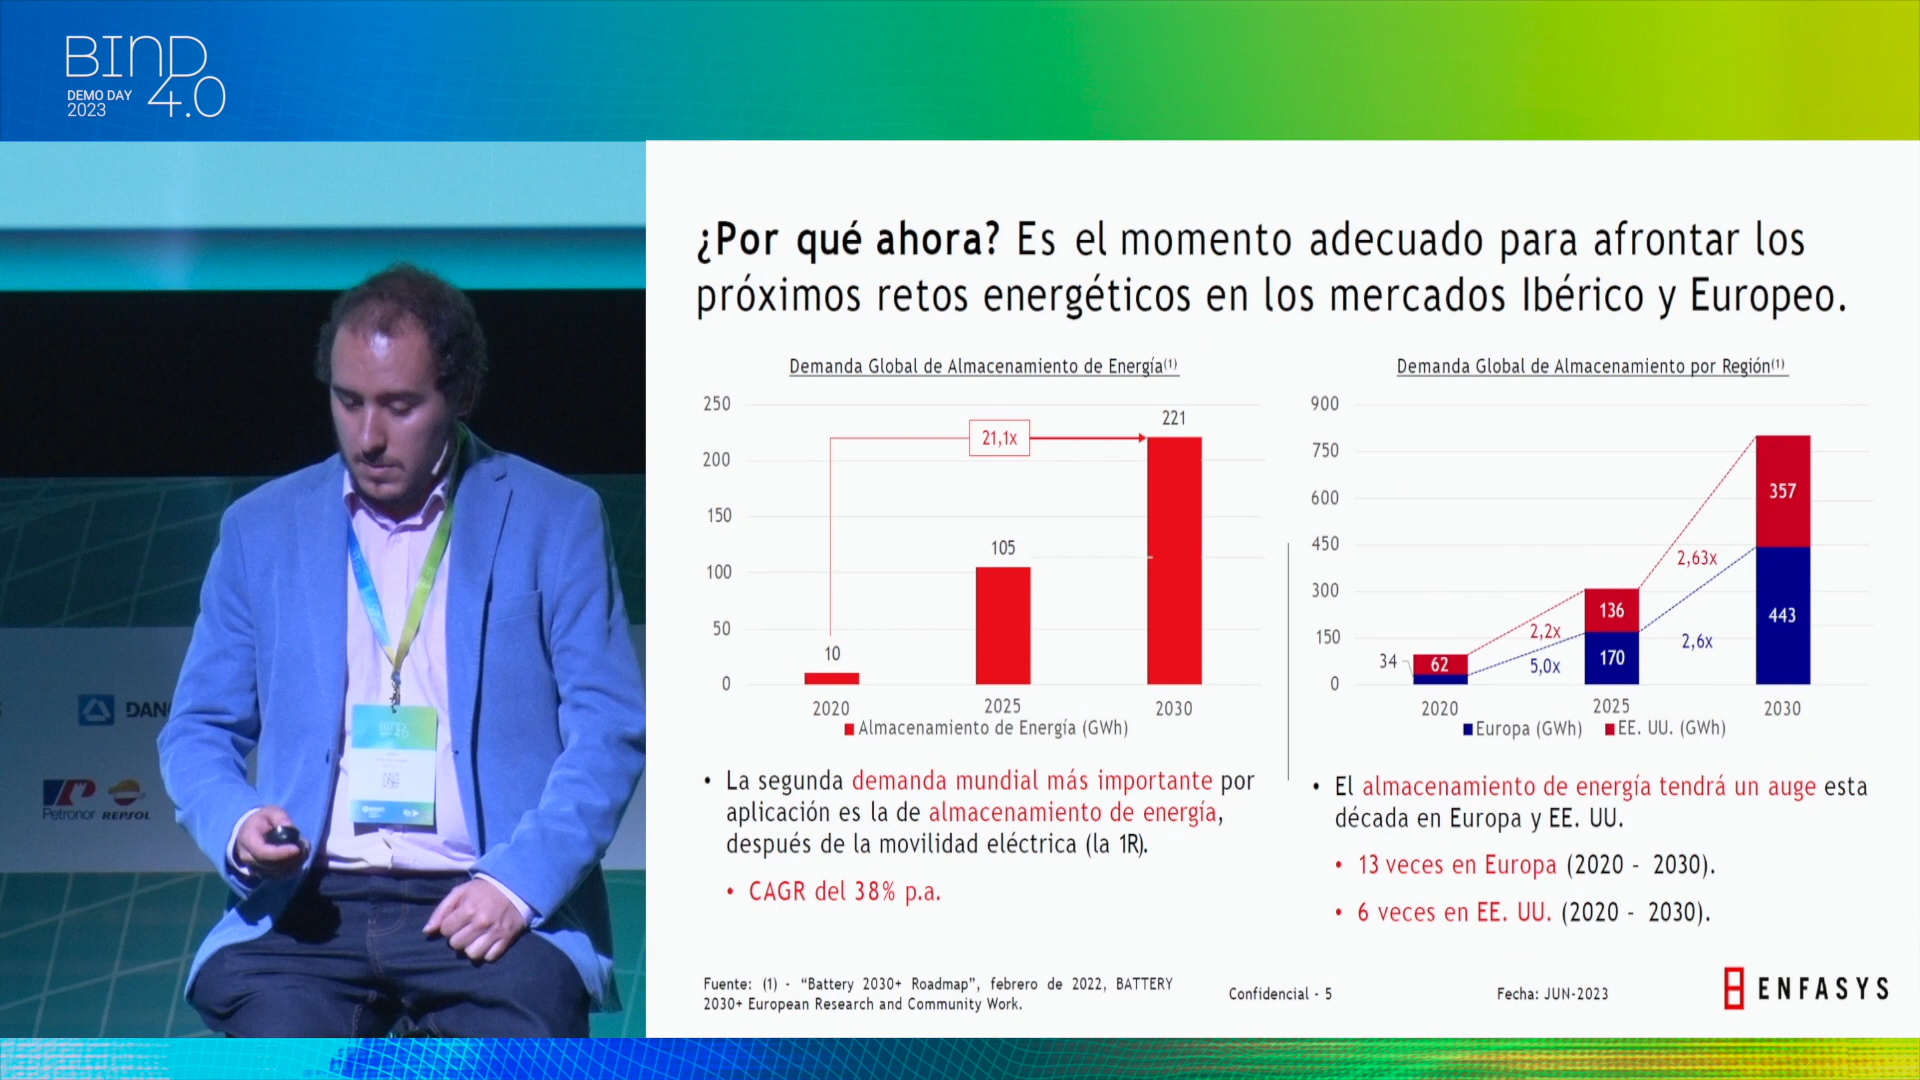 BIND
4.0
DEMO DAY
2023
¿Por qué ahora? Es el momento adecuado para afrontar los
próximos retos energéticos en los mercados Ibérico y Europeo.
Demanda Global de Almacenamiento de Energía(1)
250
200
150
100
50
0
21,1x
10
105
221
2020
2025
2030
Almacenamiento de Energía (GWh)
Demanda Global de Almacenamiento por Región(1)
900
750
600
450
300
150
0
34
62
2,2x
5,0x
136
170
2,63x
2,6x
357
443
2020
2025
2030
Europa (GWh)
EE. UU. (GWh)
• La segunda demanda mundial más importante por
aplicación es la de almacenamiento de energía,
después de la movilidad eléctrica (la 1R).
• CAGR del 38% p.a.
• El almacenamiento de energía tendrá un auge esta
década en Europa y EE. UU.
• 13 veces en Europa (2020 - 2030).
• 6 veces en EE. UU. (2020 - 2030).
Fuente: (1) - “Battery 2030+ Roadmap”, febrero de 2022, BATTERY
2030+ European Research and Community Work.
Confidencial - 5
Fecha: JUN-2023
ENFASYS
DAN
Petronor
REPSOL
BIND
4.0